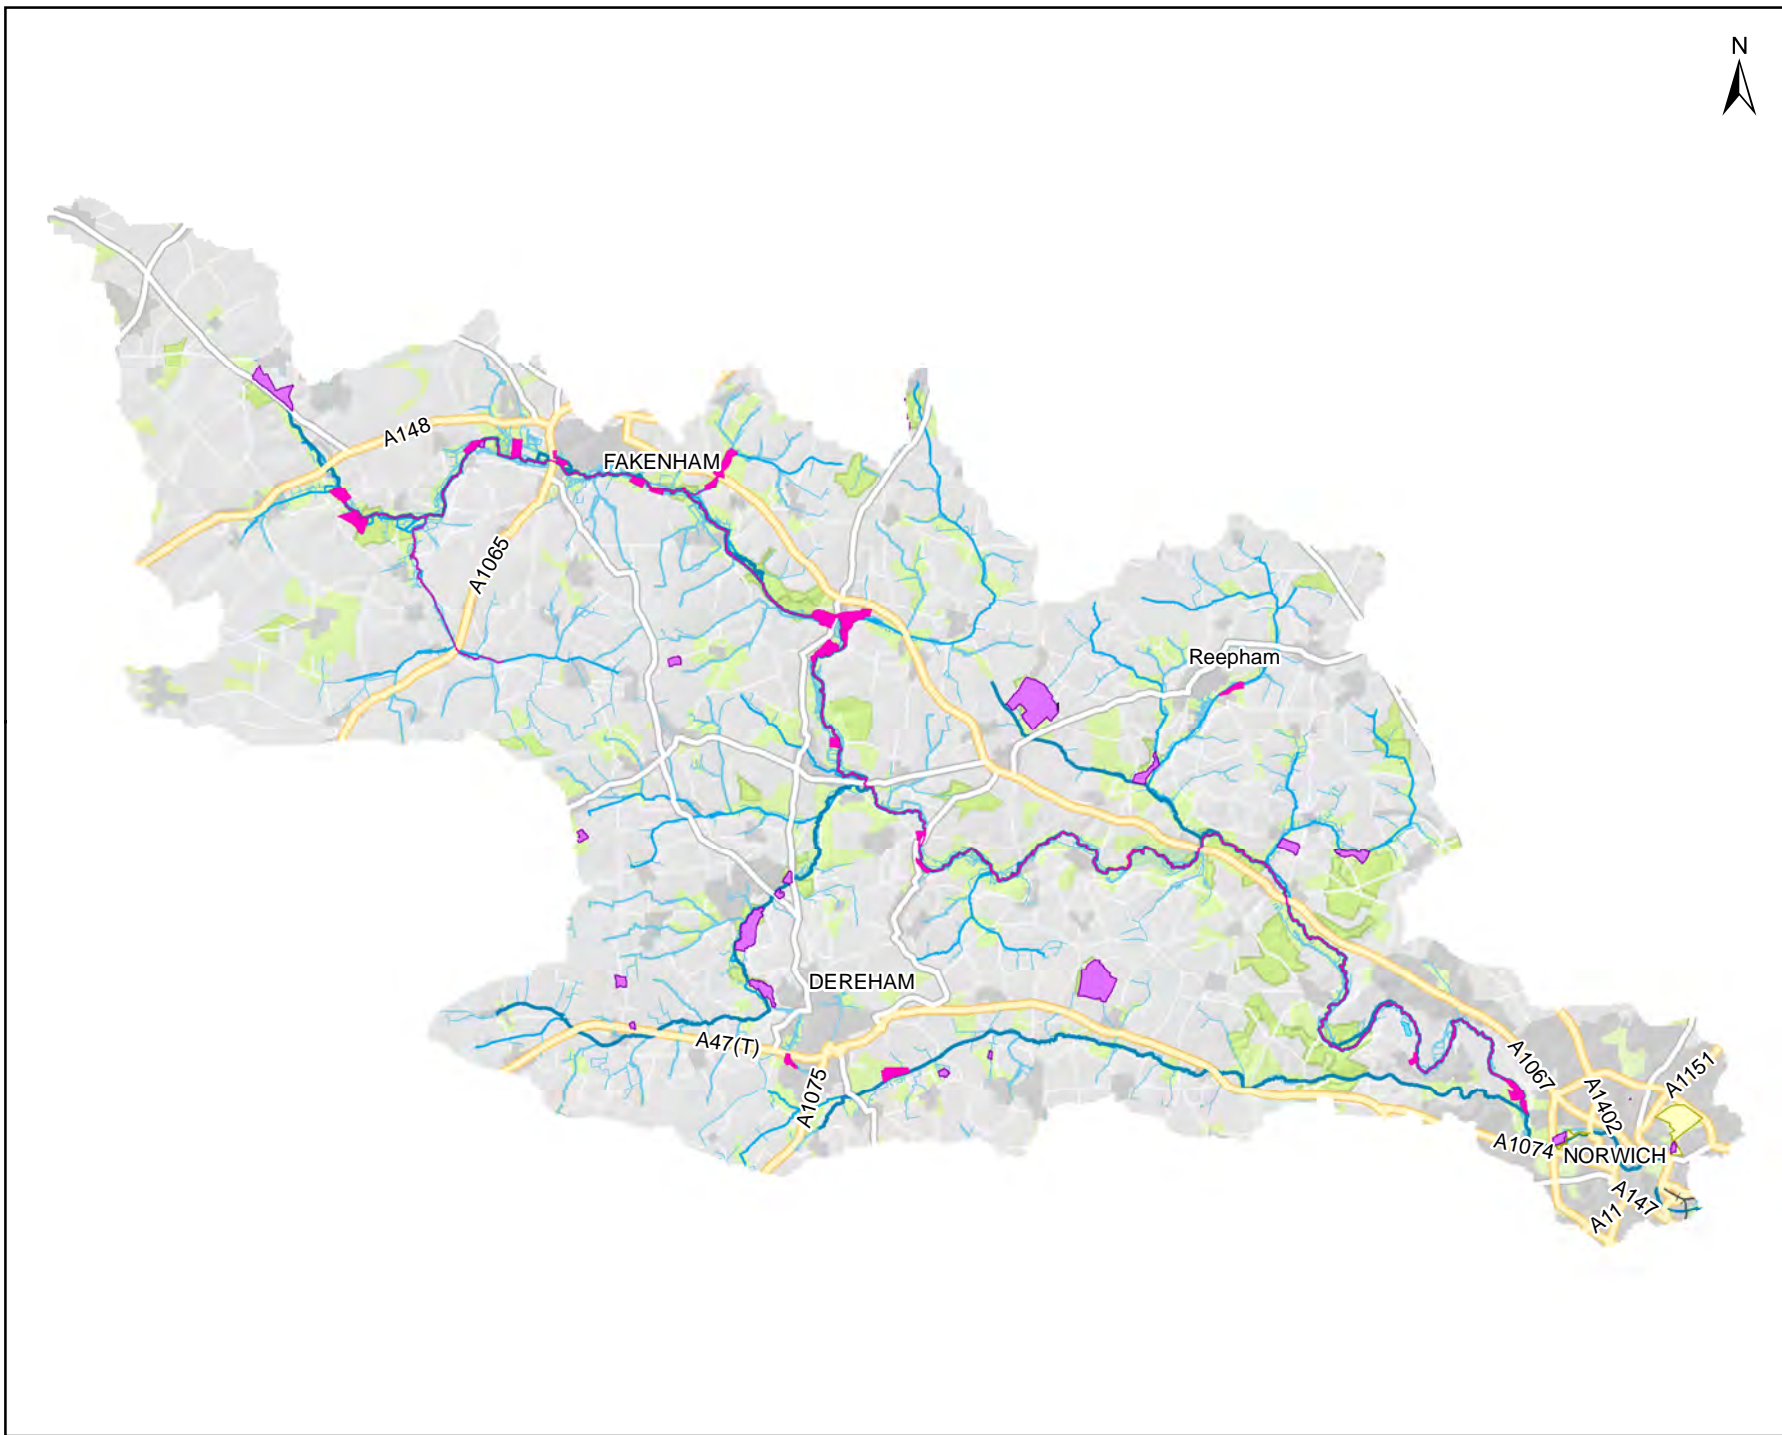 N
A148
FAKENHAM
A1065
Reepham
DEREHAM
A47(T)
A1075
A1067
A1402
A1151
A1074
NORWICH
A147
A11